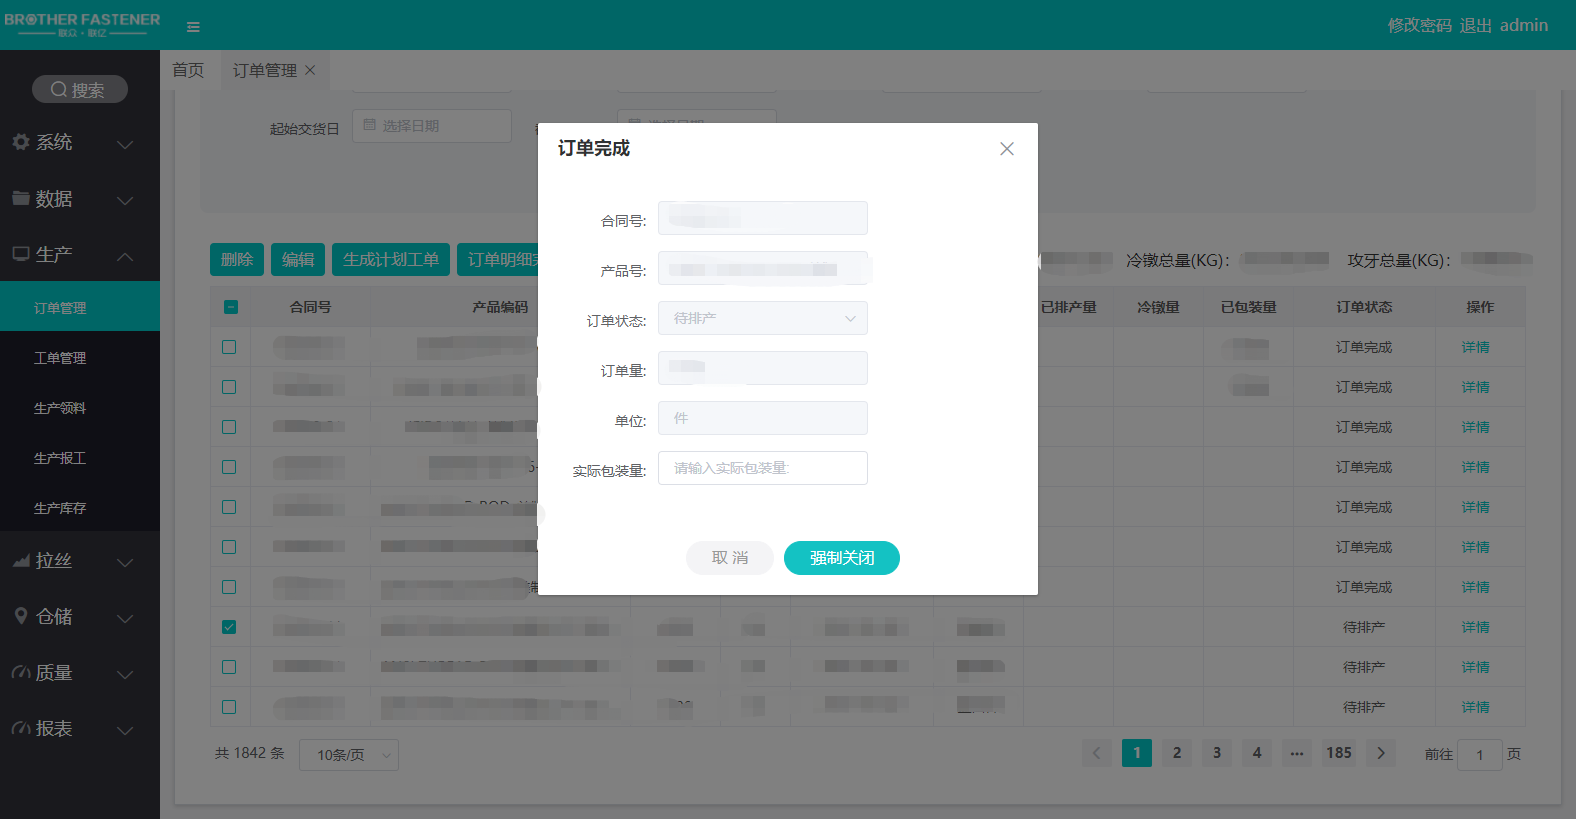 BROTHER FASTENER
联众·联亿
修改密码 退出 admin
搜索
首页
订单管理
系统
数据
生产
订单管理
工单管理
生产领料
生产报工
生产库存
拉丝
仓储
质量
报表
起始交货日
选择日期
删除
编辑
生成计划工单
订单明细
冷镦总量(KG)：
攻牙总量(KG)：
合同号
产品编码
已排产量
冷镦量
已包装量
订单状态
操作
订单完成 详情
订单完成 详情
订单完成 详情
订单完成 详情
订单完成 详情
订单完成 详情
订单完成 详情
待排产 详情
待排产 详情
待排产 详情
共 1842 条
10条/页
1 2 3 4 ··· 185
前往 1 页
订单完成
合同号:
产品号:
订单状态: 待排产
订单量:
单位: 件
实际包装量: 请输入实际包装量:
取 消
强制关闭